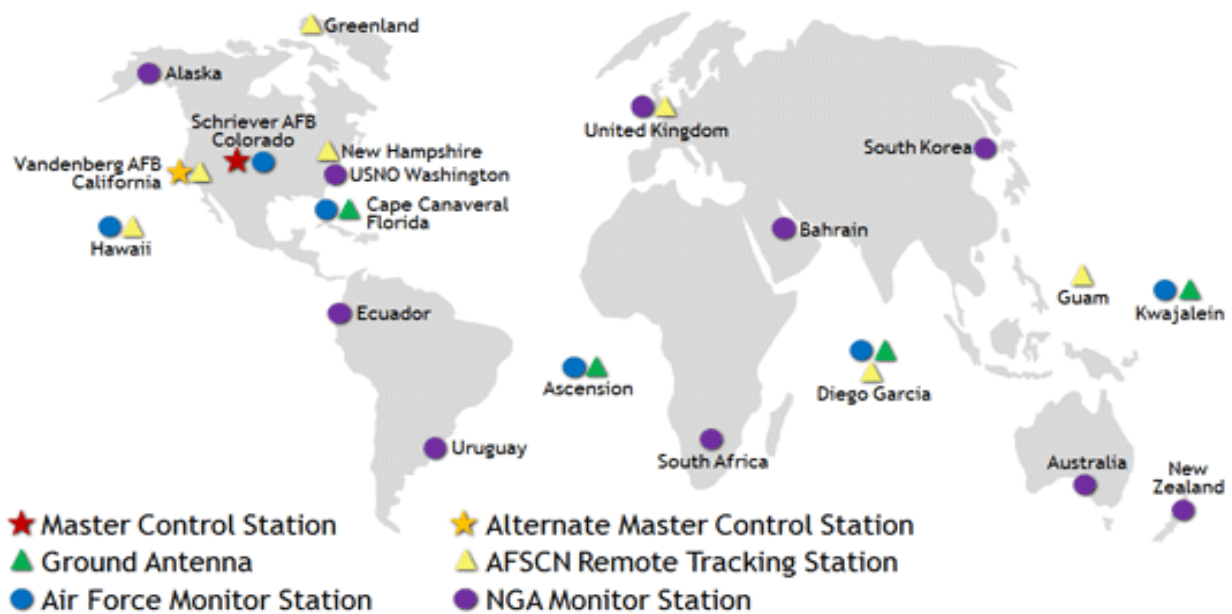 Greenland
Alaska
Schriever AFB
Colorado
Vandenberg AFB
California
New Hampshire
USNO Washington
Cape Canaveral
Florida
Hawaii
United Kingdom
South Korea
Bahrain
Guam
Kwajalein
Ecuador
Ascension
Diego Garcia
Uruguay
South Africa
Australia
New
Zealand
Master Control Station
Alternate Master Control Station
Ground Antenna
AFSCN Remote Tracking Station
Air Force Monitor Station
NGA Monitor Station